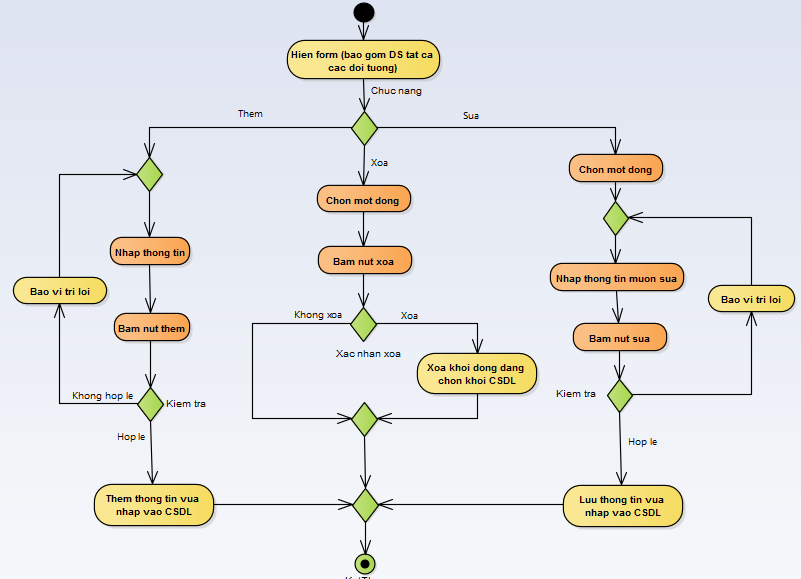 Hien form (bao gom DS tat ca
cac doi tuong)
Chuc nang
Them
Sua
Xoa
Chon mot dong
Chon mot dong
Nhap thong tin
Bam nut xoa
Nhap thong tin muon sua
Bao vi tri loi
Bao vi tri loi
Khong xoa
Xoa
Bam nut them
Bam nut sua
Xac nhan xoa
Xoa khoi dong dang
chon khoi CSDL
Khong hop le
Kiem tra
Kiem tra
Hop le
Hop le
Them thong tin vua
nhap vao CSDL
Luu thong tin vua
nhap vao CSDL